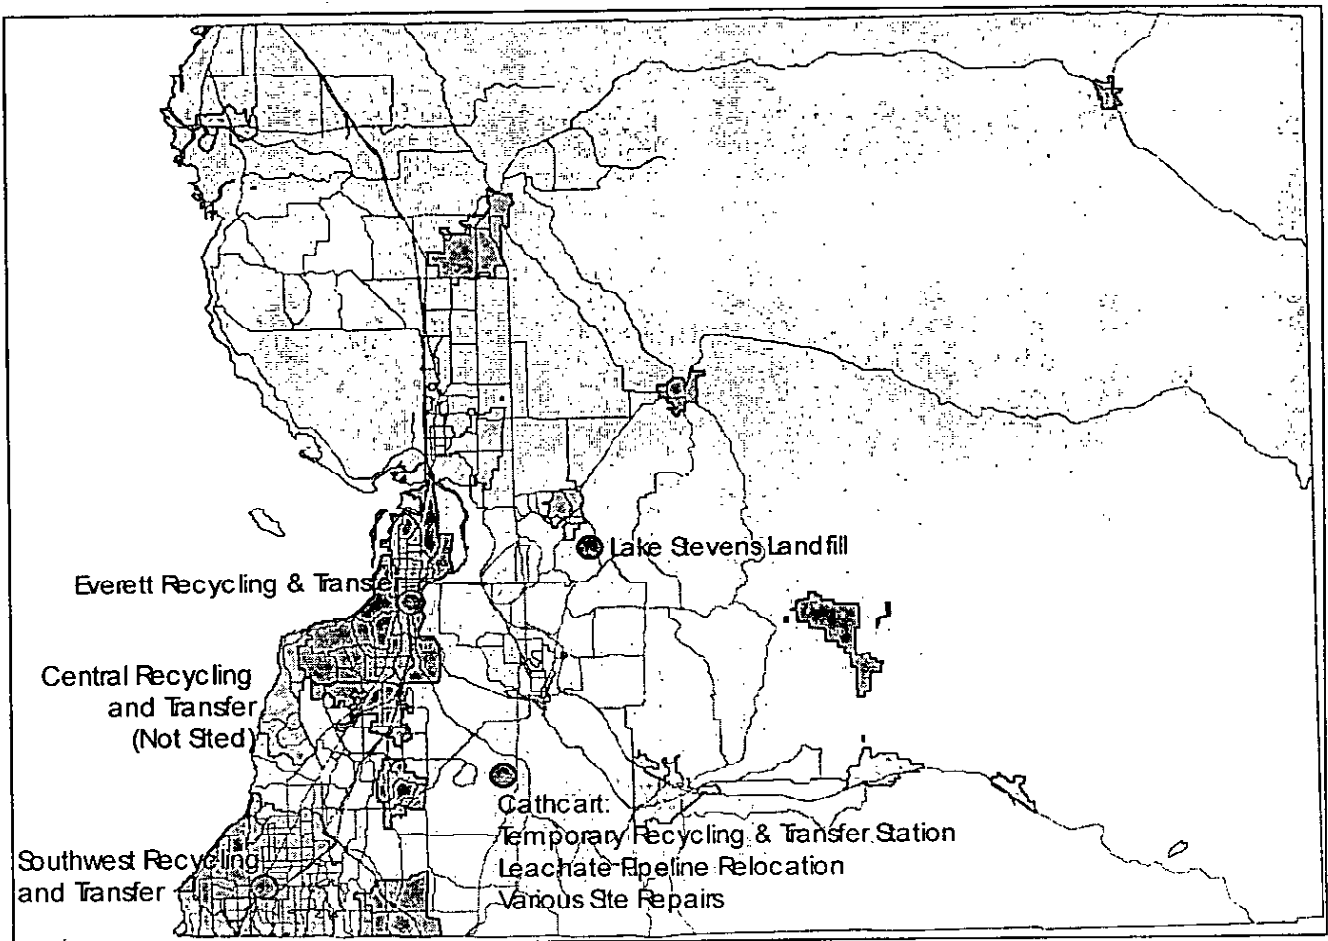 Lake Stevens Landfill
Everett Recycling & Transfer
Central Recycling
and Transfer
(Not Sited)
Cathcart:
Temporary Recycling & Transfer Station
Leachate Pipeline Relocation
Various Site Repairs
Southwest Recycling
and Transfer